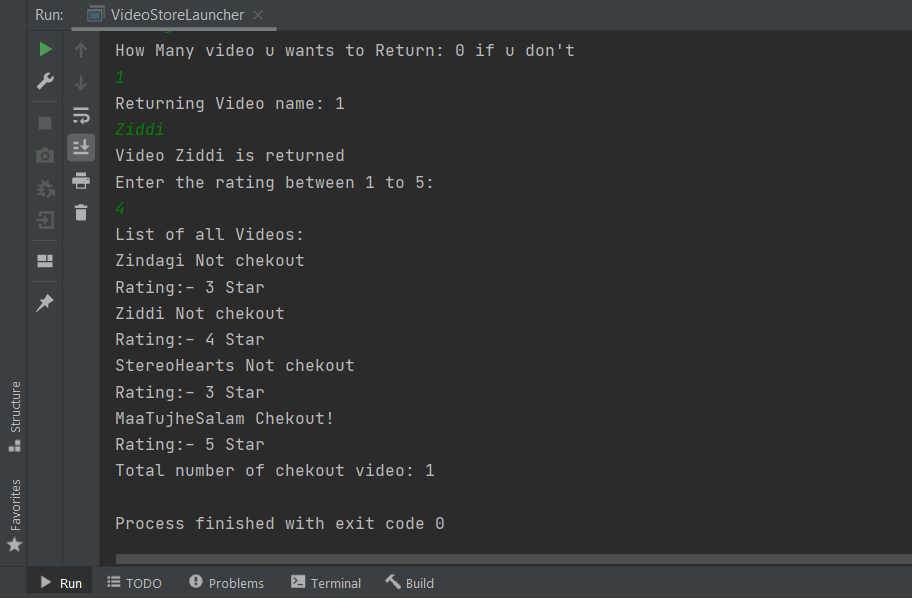 Run: VideoStoreLauncher
How Many video u wants to Return: 0 if u don't
1
Returning Video name: 1
Ziddi
Video Ziddi is returned
Enter the rating between 1 to 5:
4
List of all Videos:
Zindagi Not chekout
Rating:- 3 Star
Ziddi Not chekout
Rating:- 4 Star
StereoHearts Not chekout
Rating:- 3 Star
MaaTujheSalam Chekout!
Rating:- 5 Star
Total number of chekout video: 1
Process finished with exit code 0
Structure
Favorites
Run TODO Problems Terminal Build